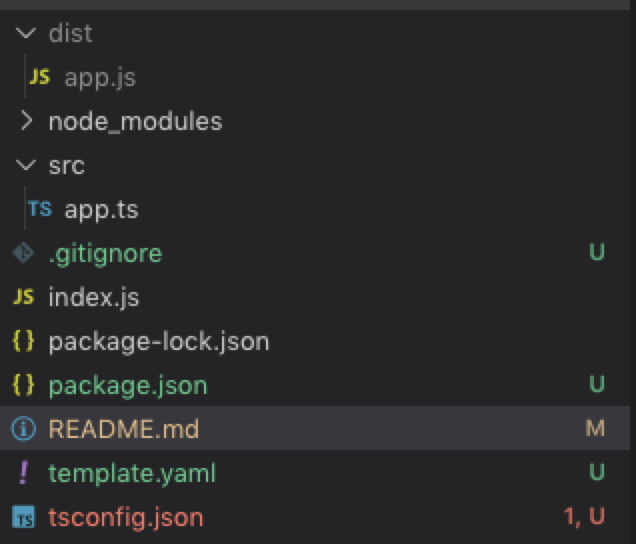 dist
JS app.js
node_modules
src
TS app.ts
.gitignore U
JS index.js
{} package-lock.json
{} package.json U
README.md M
! template.yaml U
TS tsconfig.json 1, U